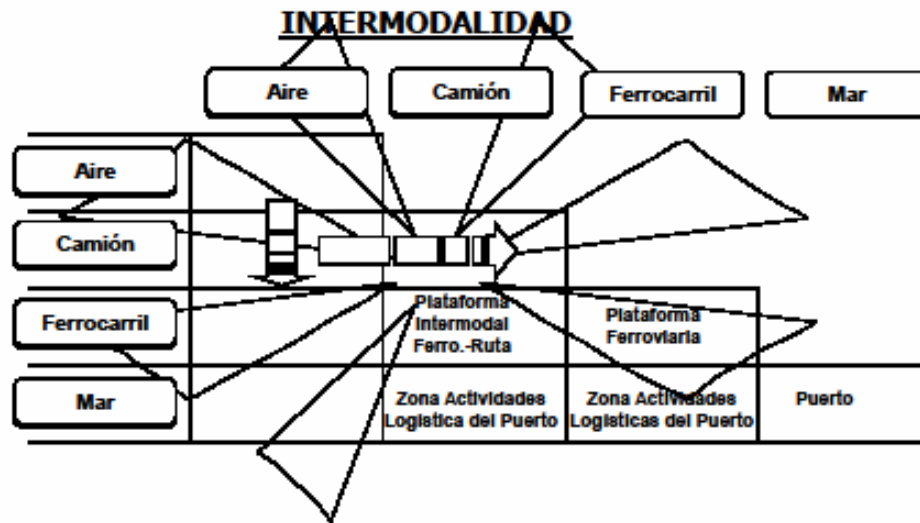 INTERMODALIDAD
Aire
Camión
Ferrocarril
Mar
Aire
Camión
Ferrocarril
Plataforma
Intermodal
Ferro.-Ruta
Plataforma
Ferroviaria
Mar
Zona Actividades
Logistica del Puerto
Zona Actividades
Logisticas del Puerto
Puerto